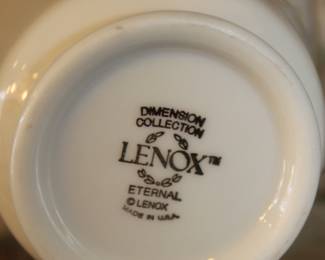 DIMENSION
COLLECTION
LENOX™
ETERNAL
© LENOX
MADE IN U.S.A.